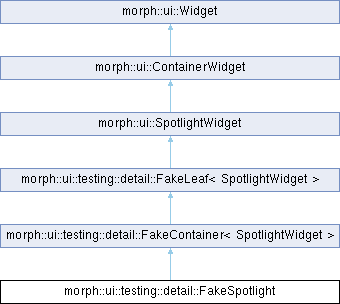 morph::ui::Widget
morph::ui::ContainerWidget
morph::ui::SpotlightWidget
morph::ui::testing::detail::FakeLeaf< SpotlightWidget >
morph::ui::testing::detail::FakeContainer< SpotlightWidget >
morph::ui::testing::detail::FakeSpotlight